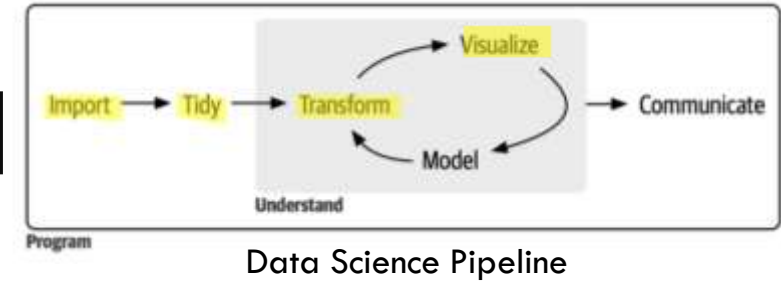 Visualize
Import Tidy Transform Communicate
Model
Understand
Program
Data Science Pipeline